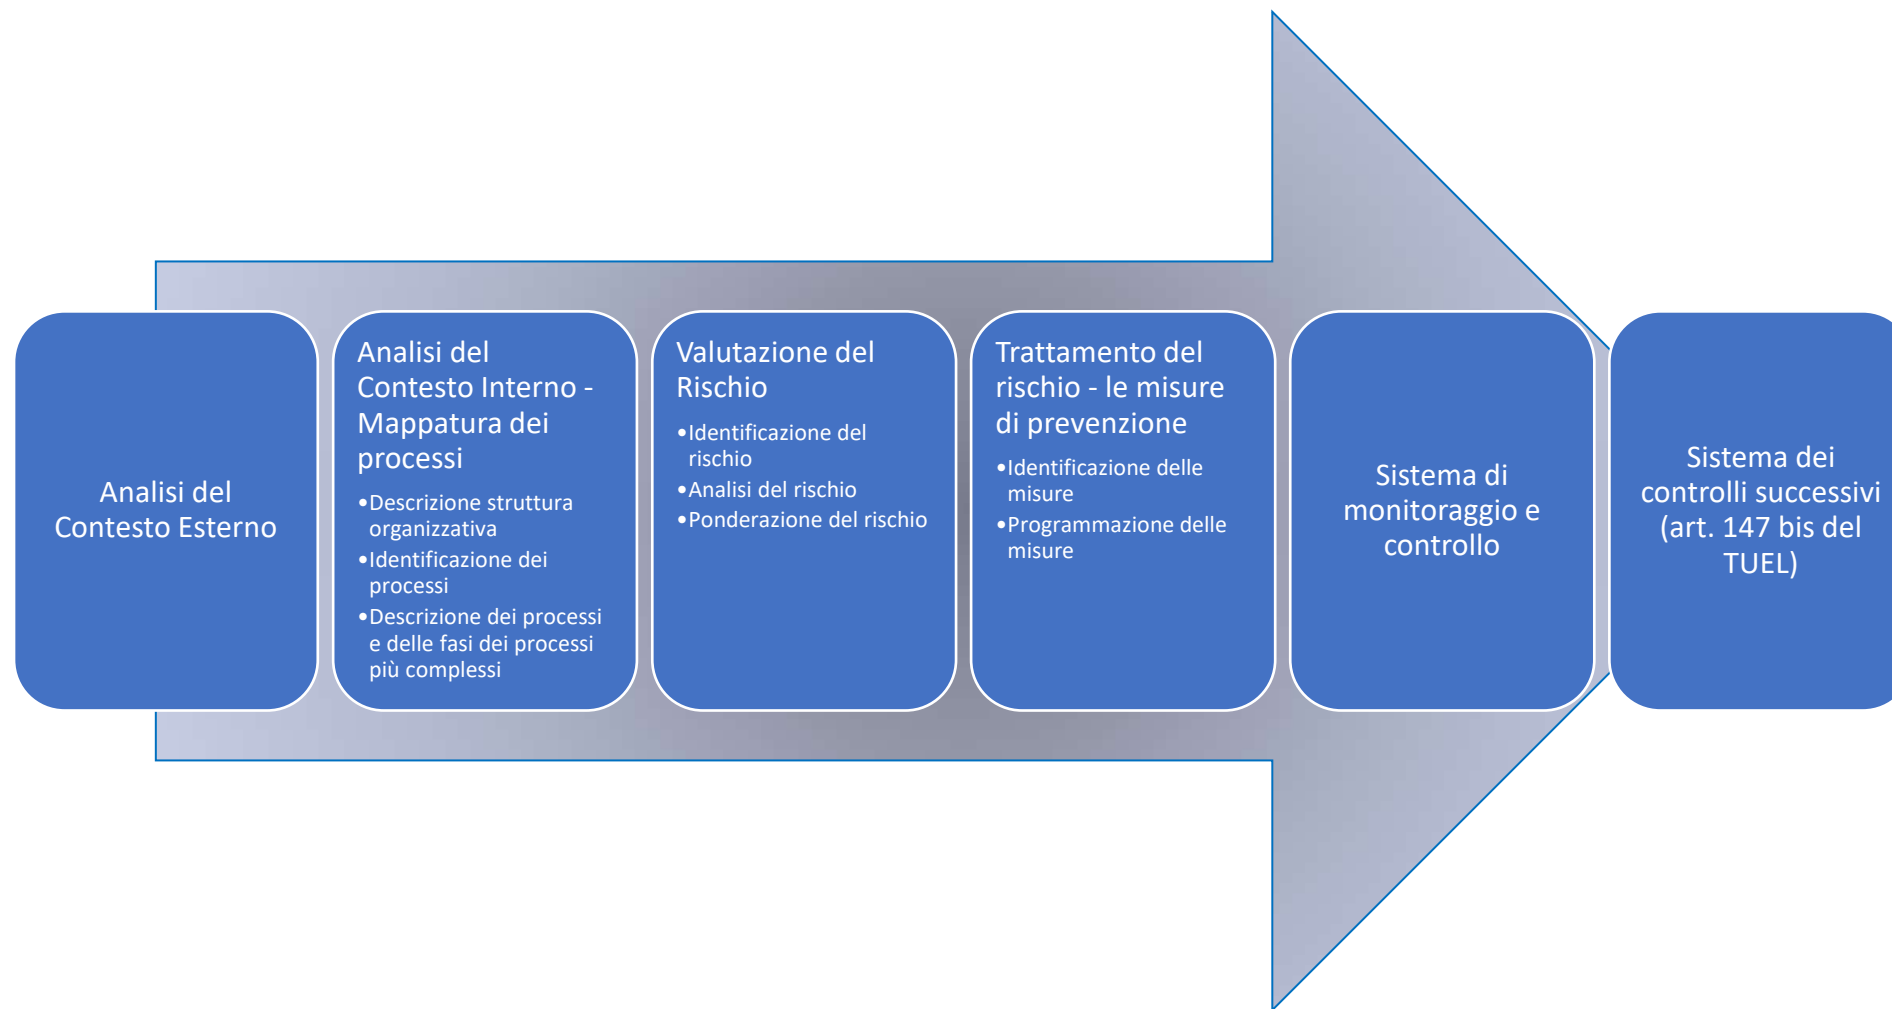 Analisi del
Contesto Esterno
Analisi del
Contesto Interno -
Mappatura dei
processi
•Descrizione struttura
organizzativa
•Identificazione dei
processi
•Descrizione dei processi
e delle fasi dei processi
più complessi
Valutazione del
Rischio
•Identificazione del
rischio
•Analisi del rischio
•Ponderazione del rischio
Trattamento del
rischio - le misure
di prevenzione
•Identificazione delle
misure
•Programmazione delle
misure
Sistema di
monitoraggio e
controllo
Sistema dei
controlli successivi
(art. 147 bis del
TUEL)